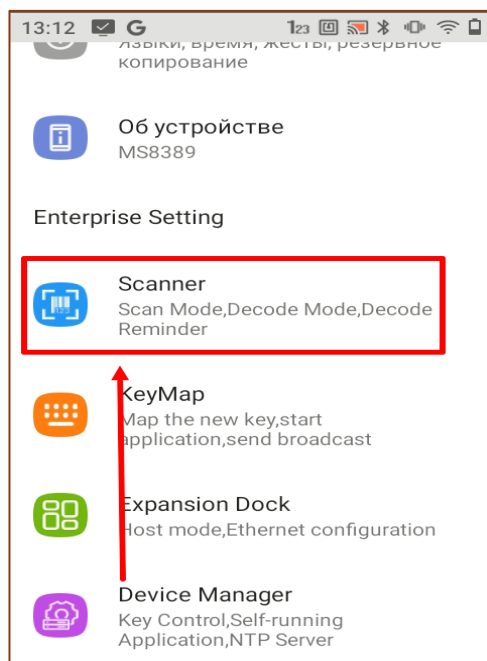 13:12 G 123
Языки, время, жесты, резервное
копирование
Об устройстве
MS8389
Enterprise Setting
Scanner
Scan Mode,Decode Mode,Decode
Reminder
KeyMap
Map the new key,start
application,send broadcast
Expansion Dock
Host mode,Ethernet configuration
Device Manager
Key Control,Self-running
Application,NTP Server